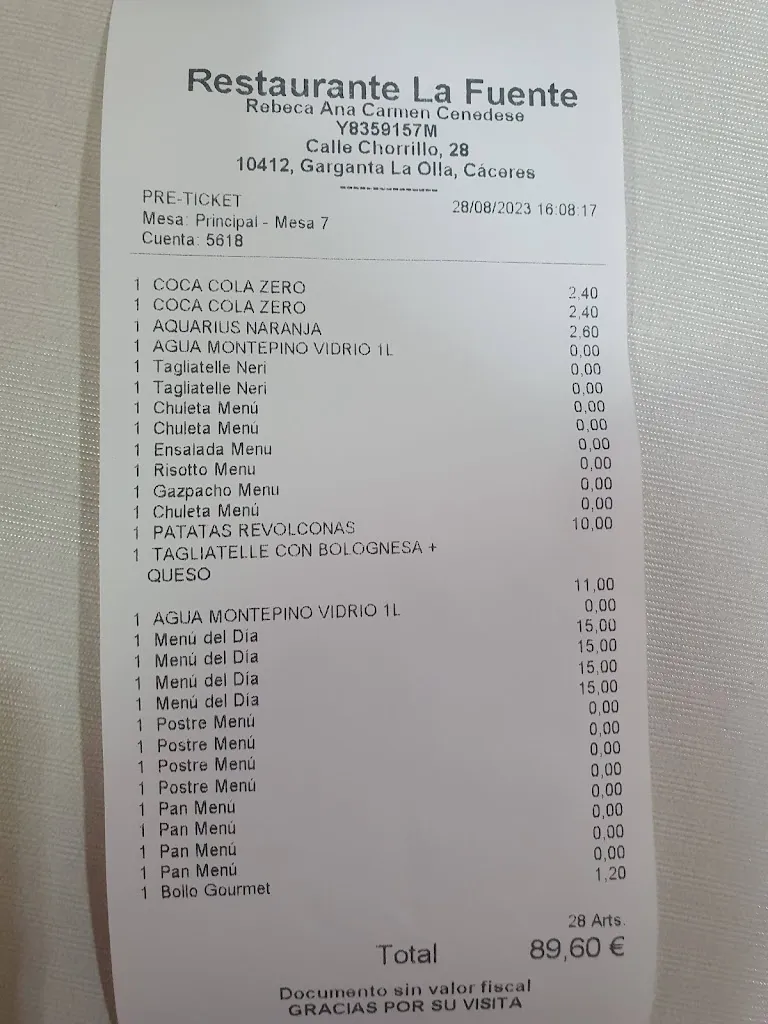 Restaurante La Fuente
Rebeca Ana Carmen Cenedese
Y8359157M
Calle Chorrillo, 28
10412, Garganta La Olla, Cáceres
PRE-TICKET 28/08/2023 16:08:17
Mesa: Principal - Mesa 7
Cuenta: 5618
1 COCA COLA ZERO 2,40
1 COCA COLA ZERO 2,40
1 AQUARIUS NARANJA 2,60
1 AGUA MONTEPINO VIDRIO 1L 0,00
1 Tagliatelle Neri 0,00
1 Tagliatelle Neri 0,00
1 Chuleta Menú 0,00
1 Chuleta Menú 0,00
1 Ensalada Menu 0,00
1 Risotto Menu 0,00
1 Gazpacho Menu 0,00
1 Chuleta Menú 0,00
1 PATATAS REVOLCONAS 10,00
1 TAGLIATELLE CON BOLOGNESA +
QUESO 11,00
1 AGUA MONTEPINO VIDRIO 1L 0,00
1 Menú del Día 15,00
1 Menú del Día 15,00
1 Menú del Día 15,00
1 Menú del Día 15,00
1 Postre Menú 0,00
1 Postre Menú 0,00
1 Postre Menú 0,00
1 Postre Menú 0,00
1 Pan Menú 0,00
1 Pan Menú 0,00
1 Pan Menú 0,00
1 Pan Menú 0,00
1 Bollo Gourmet 1,20
28 Arts.
Total 89,60 €
Documento sin valor fiscal
GRACIAS POR SU VISITA